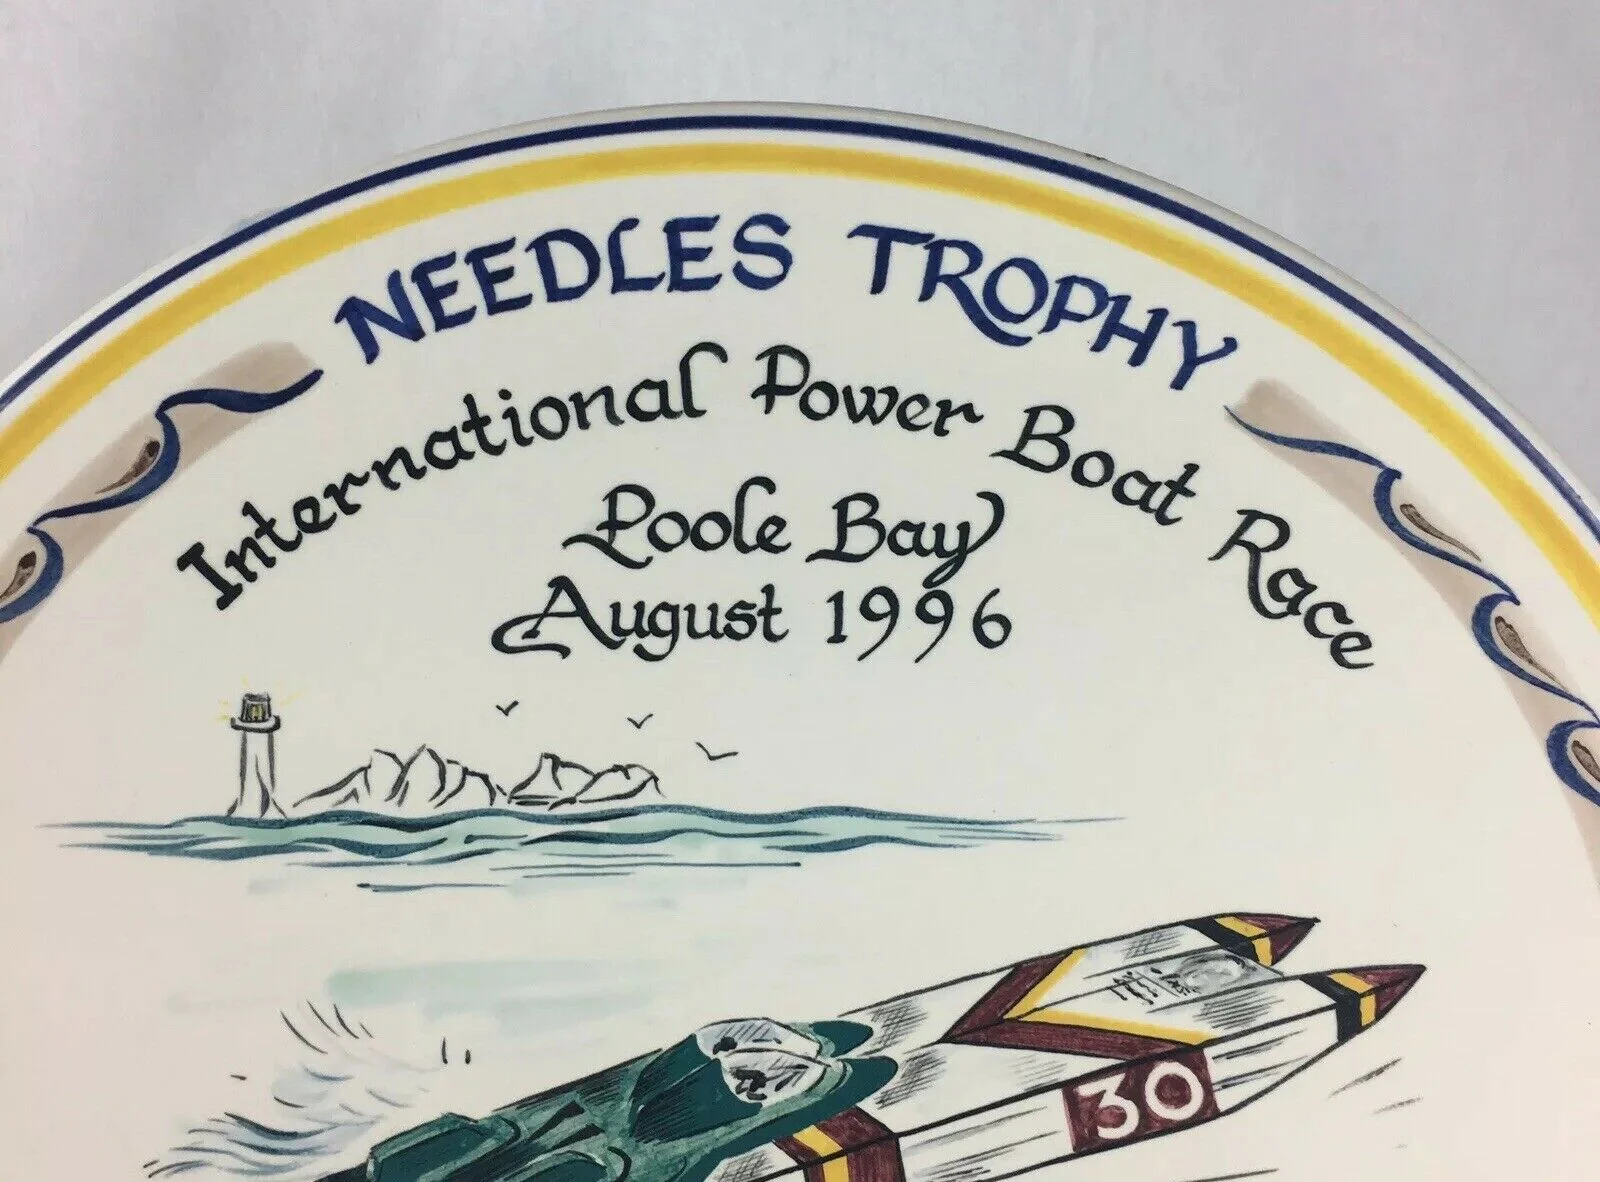 NEEDLES TROPHY
International Power Boat Race
Poole Bay
August 1996
30